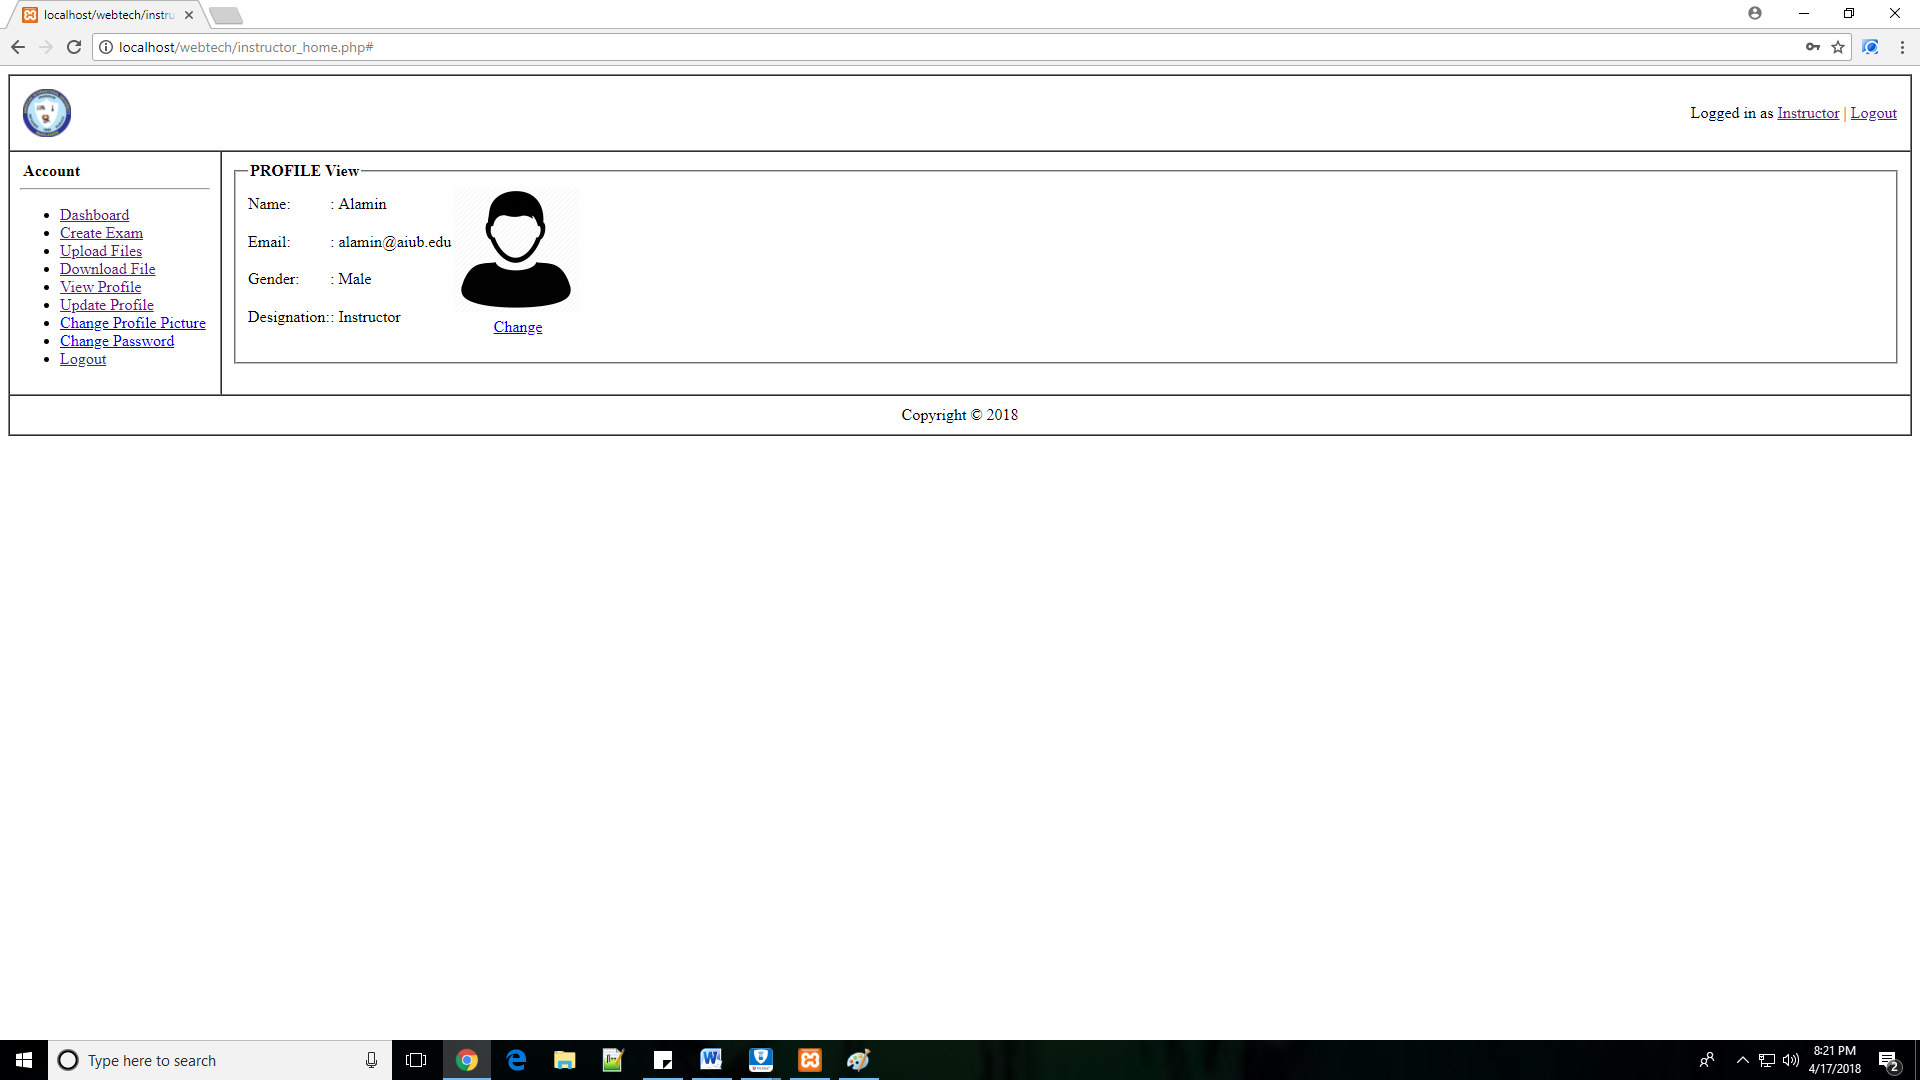 localhost/webtech/instru
localhost/webtech/instructor_home.php#
Logged in as Instructor | Logout
Account
Dashboard
Create Exam
Upload Files
Download File
View Profile
Update Profile
Change Profile Picture
Change Password
Logout
PROFILE View
Name: : Alamin
Email: : alamin@aiub.edu
Gender: : Male
Designation: : Instructor
Change
Copyright © 2018
Type here to search
8:21 PM
4/17/2018
2